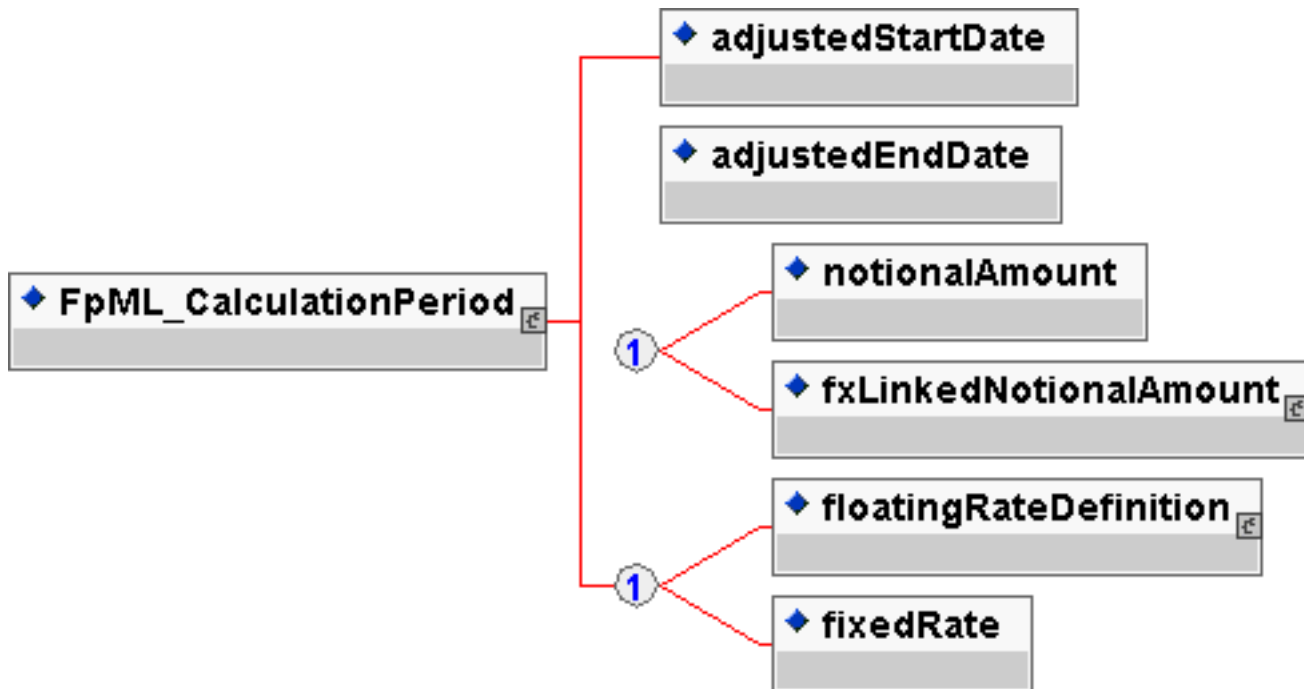 adjustedStartDate
adjustedEndDate
FpML_CalculationPeriod
notionalAmount
1
fxLinkedNotionalAmount
floatingRateDefinition
1
fixedRate